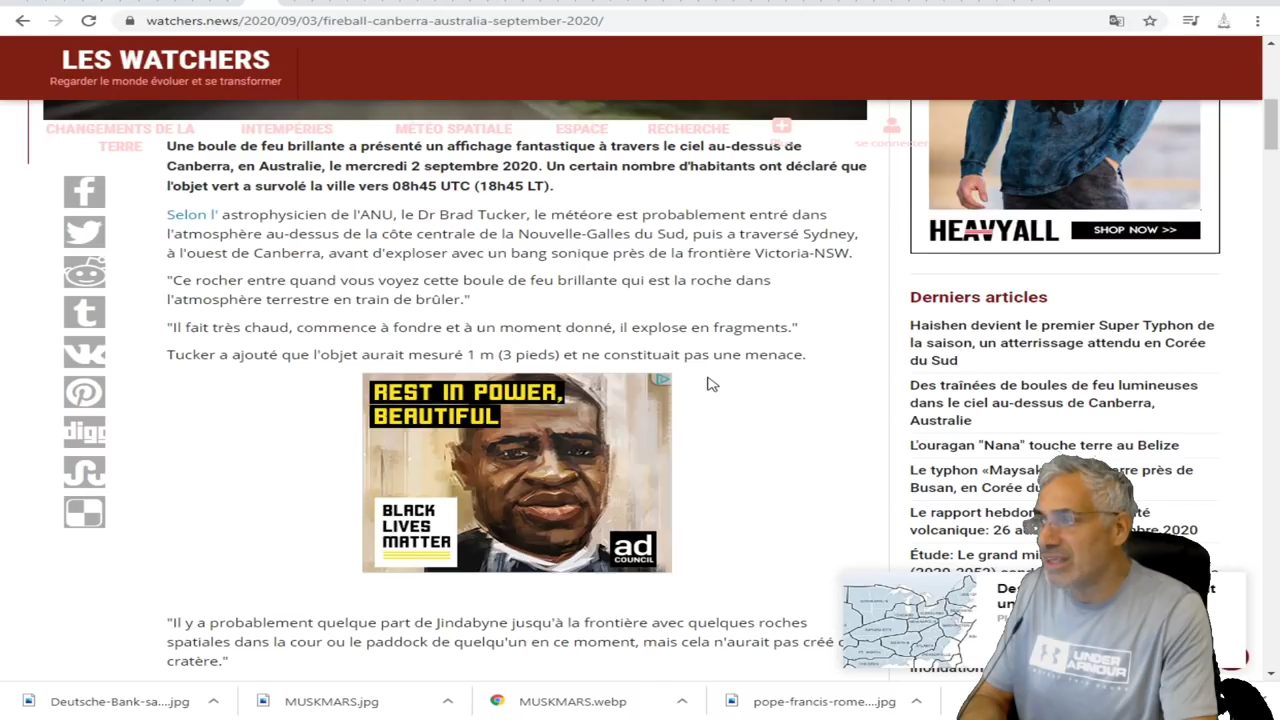 watchers.news/2020/09/03/fireball-canberra-australia-september-2020/
LES WATCHERS
Regarder le monde évoluer et se transformer
CHANGEMENTS DE LA TERRE
INTEMPÉRIES
MÉTÉO SPATIALE
ESPACE
RECHERCHE
se connecter
Une boule de feu brillante a présenté un affichage fantastique à travers le ciel au-dessus de
Canberra, en Australie, le mercredi 2 septembre 2020. Un certain nombre d'habitants ont déclaré que
l'objet vert a survolé la ville vers 08h45 UTC (18h45 LT).
Selon l' astrophysicien de l'ANU, le Dr Brad Tucker, le météore est probablement entré dans
l'atmosphère au-dessus de la côte centrale de la Nouvelle-Galles du Sud, puis a traversé Sydney,
à l'ouest de Canberra, avant d'exploser avec un bang sonique près de la frontière Victoria-NSW.
"Ce rocher entre quand vous voyez cette boule de feu brillante qui est la roche dans
l'atmosphère terrestre en train de brûler."
"Il fait très chaud, commence à fondre et à un moment donné, il explose en fragments."
Tucker a ajouté que l'objet aurait mesuré 1 m (3 pieds) et ne constituait pas une menace.
REST IN POWER,
BEAUTIFUL
BLACK
LIVES
MATTER
ad
COUNCIL
"Il y a probablement quelque part de Jindabyne jusqu'à la frontière avec quelques roches
spatiales dans la cour ou le paddock de quelqu'un en ce moment, mais cela n'aurait pas créé
cratère."
digg
HEAVYALL
SHOP NOW >>
Derniers articles
Haishen devient le premier Super Typhon de
la saison, un atterrissage attendu en Corée
du Sud
Des traînées de boules de feu lumineuses
dans le ciel au-dessus de Canberra,
Australie
L'ouragan "Nana" touche terre au Belize
Le typhon «Maysak près de
Busan, en Corée
Le rapport
volcanique: 26 2020
Étude: Le grand
UNDER ARMOUR
Deutsche-Bank-sa....jpg
MUSKMARS.jpg
MUSKMARS.webp
pope-francis-rome....jpg